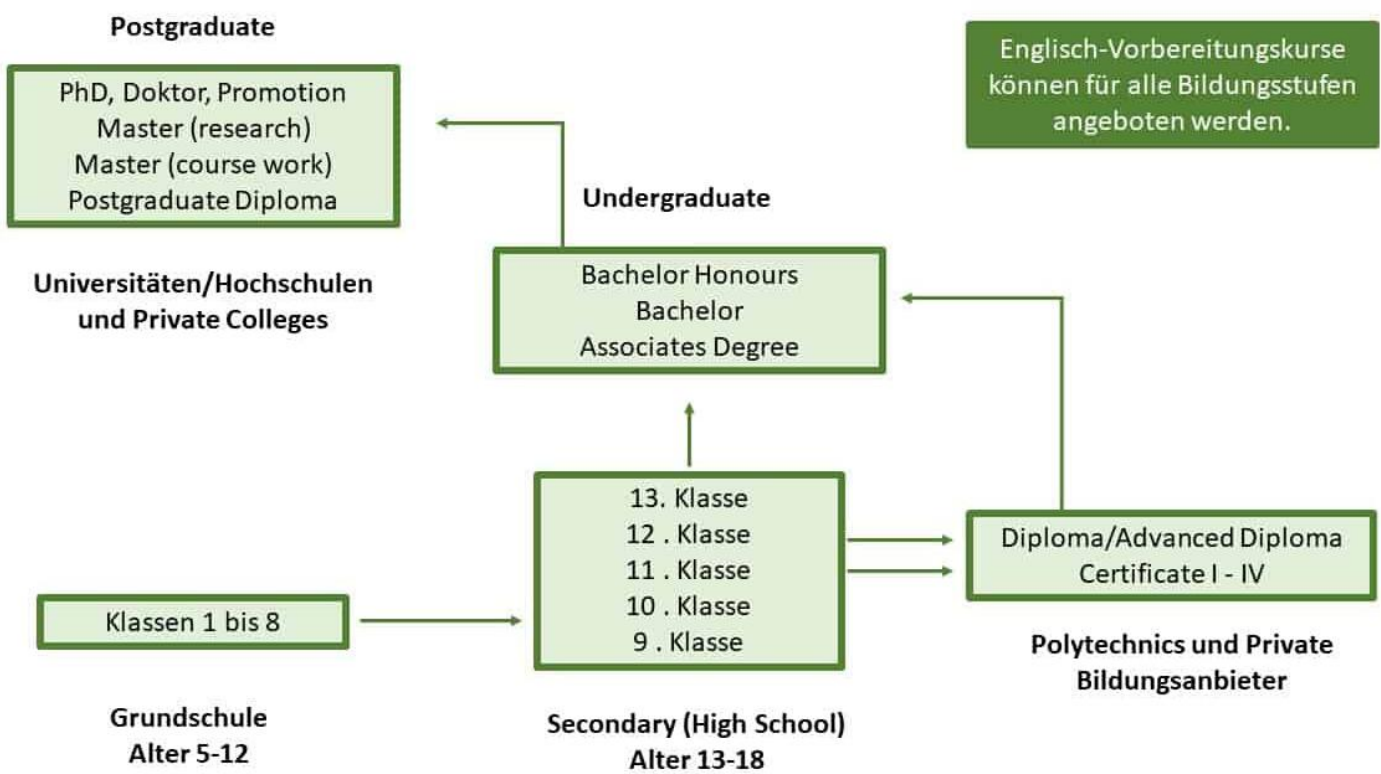 Postgraduate
PhD, Doktor, Promotion
Master (research)
Master (course work)
Postgraduate Diploma
Universitäten/Hochschulen
und Private Colleges
Englisch-Vorbereitungskurse
können für alle Bildungsstufen
angeboten werden.
Undergraduate
Bachelor Honours
Bachelor
Associates Degree
13. Klasse
12 . Klasse
11 . Klasse
10 . Klasse
9 . Klasse
Diploma/Advanced Diploma
Certificate I - IV
Polytechnics und Private
Bildungsanbieter
Klassen 1 bis 8
Grundschule
Alter 5-12
Secondary (High School)
Alter 13-18